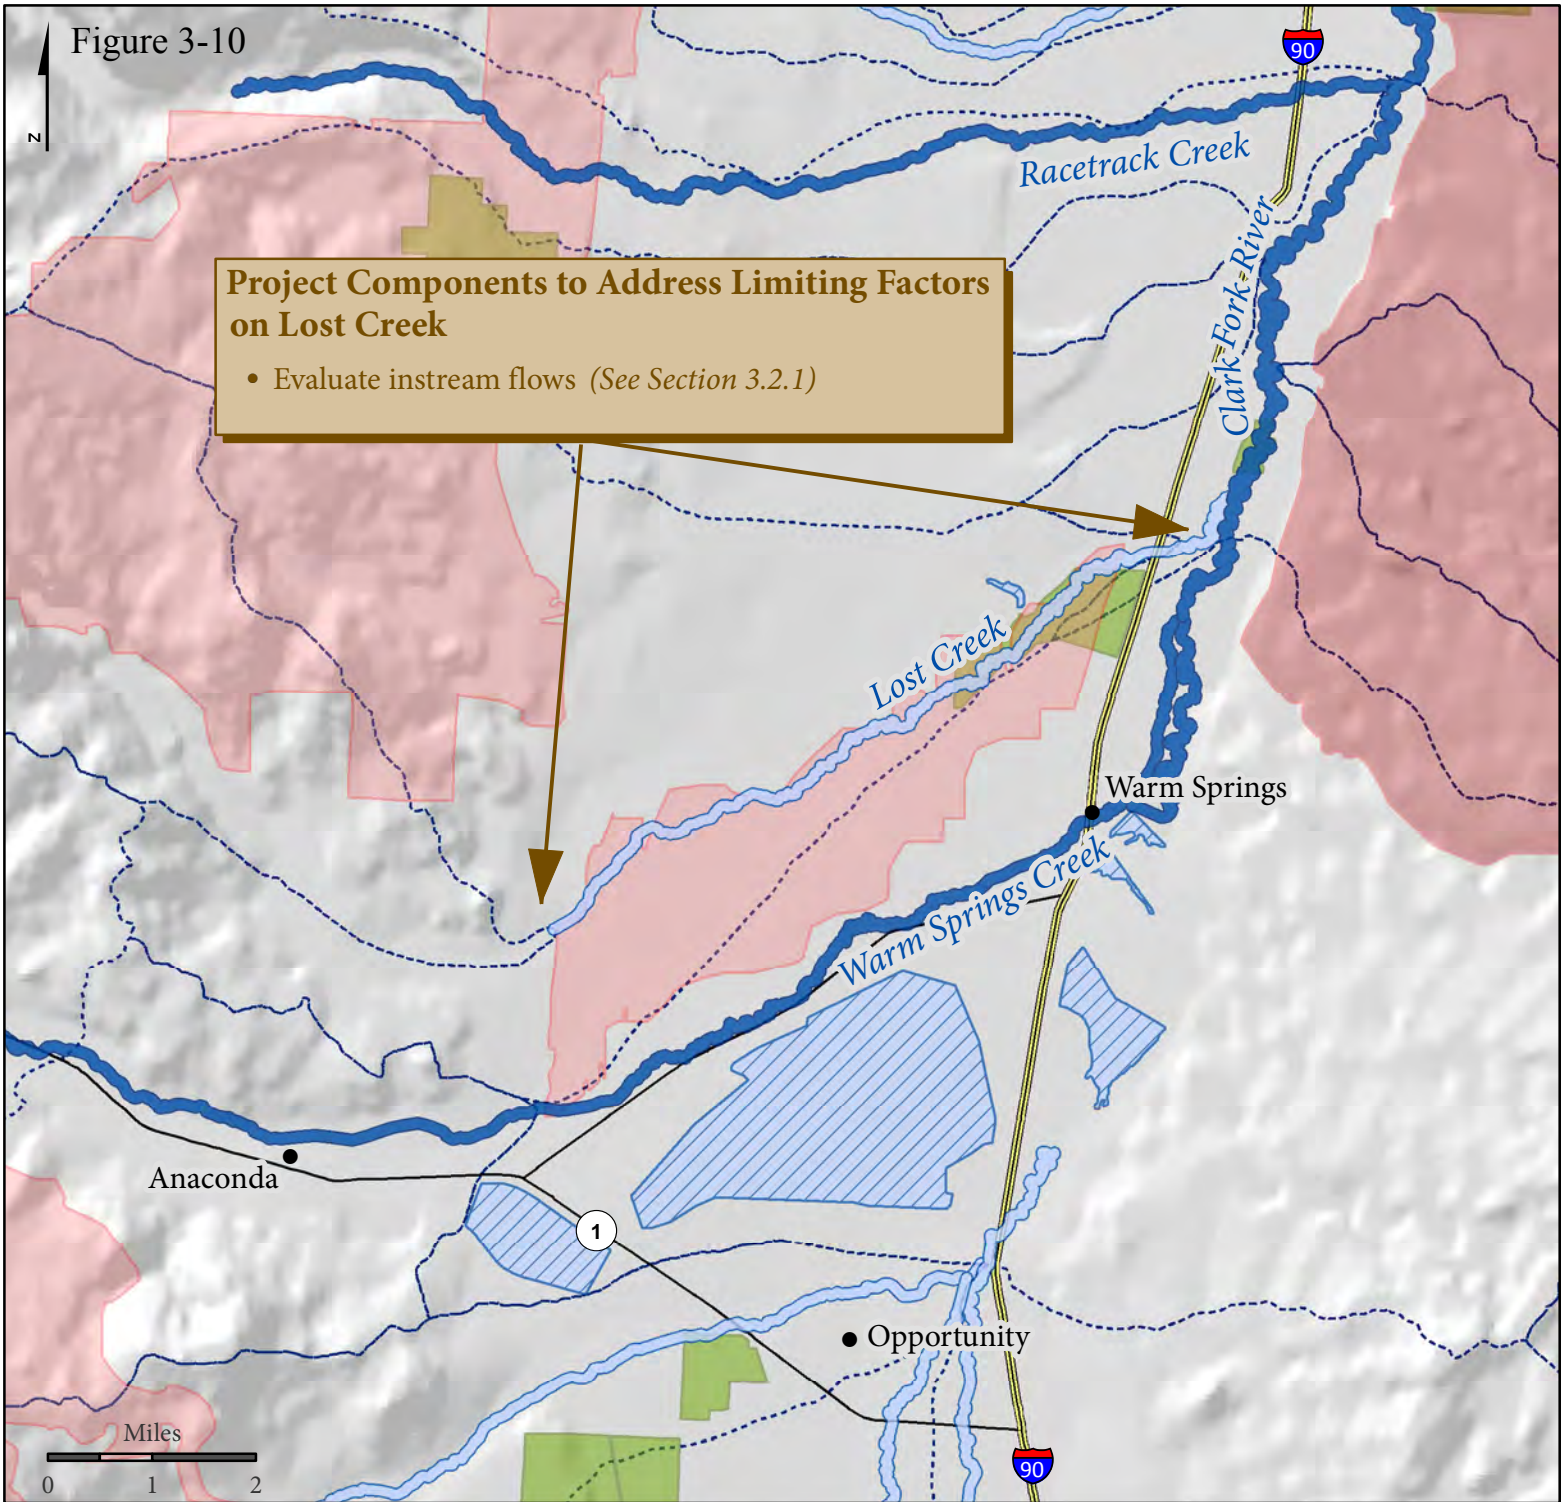 Figure 3-10
N
90
Racetrack Creek
Clark Fork River
Project Components to Address Limiting Factors
on Lost Creek
• Evaluate instream flows (See Section 3.2.1)
Lost Creek
Warm Springs
Warm Springs Creek
Anaconda
1
Opportunity
Miles
0 1 2
90